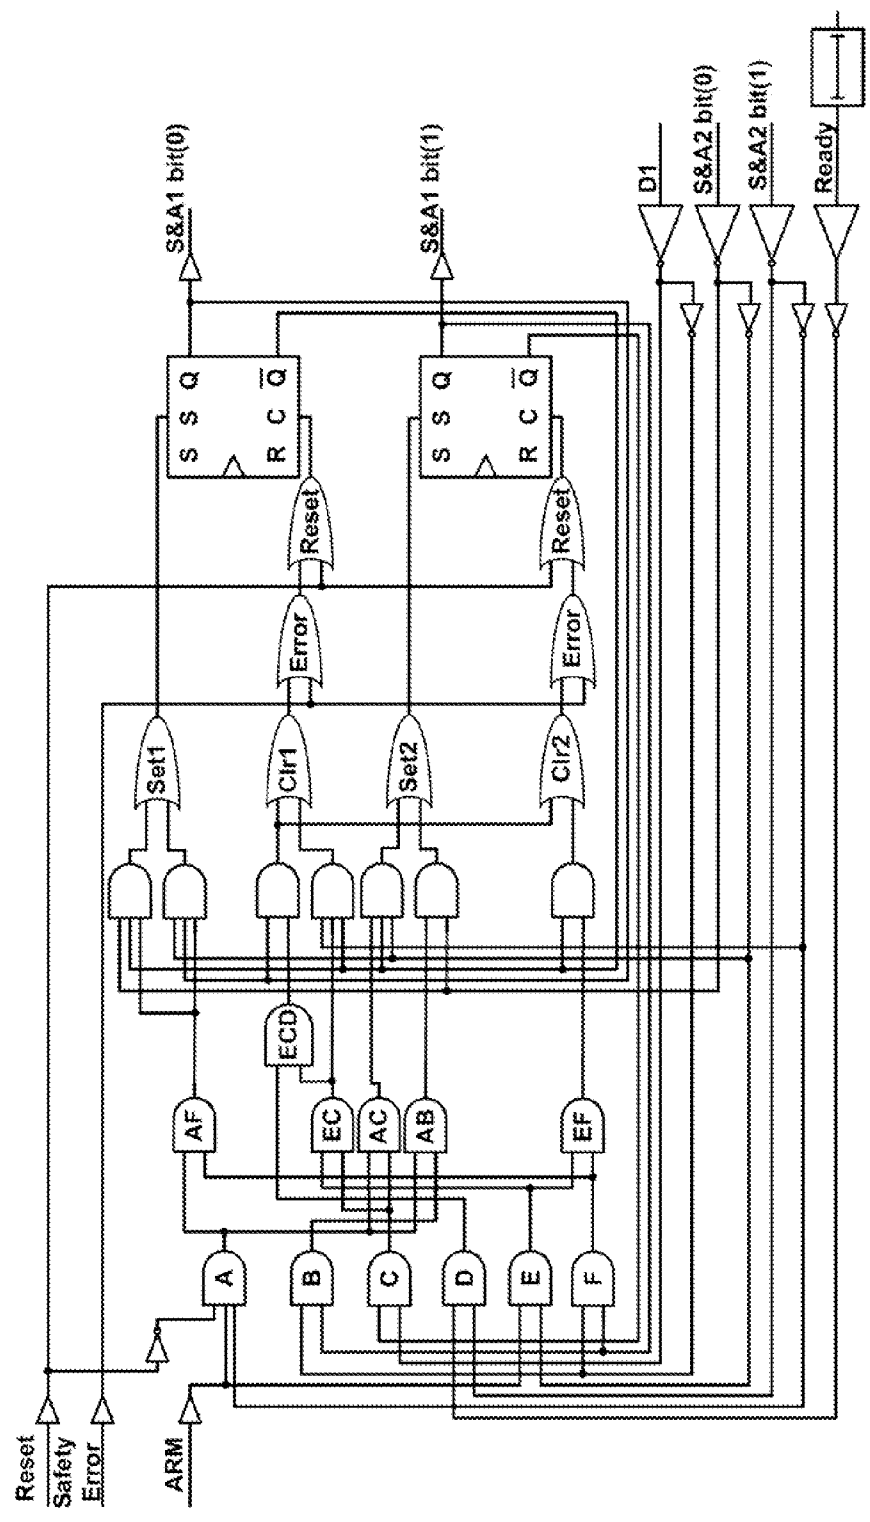 Reset
Safety
Error
ARM
A
B
C
D
E
F
AF
EC
AC
AB
EF
ECD
Set1
Clr1
Set2
Clr2
Error
Error
Reset
Reset
S S Q
R C Q
S S Q
R C Q
S&A1 bit(0)
S&A1 bit(1)
D1
S&A2 bit(0)
S&A2 bit(1)
Ready